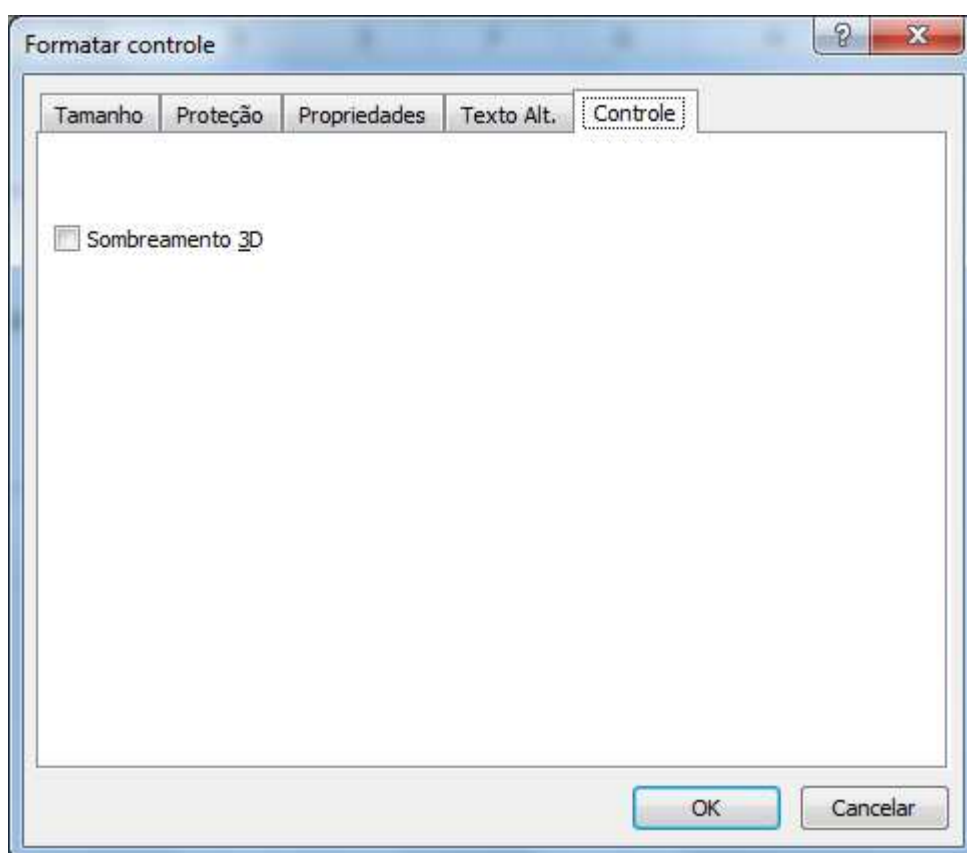 Formatar controle
Tamanho Proteção Propriedades Texto Alt. Controle
Sombreamento 3D
OK Cancelar